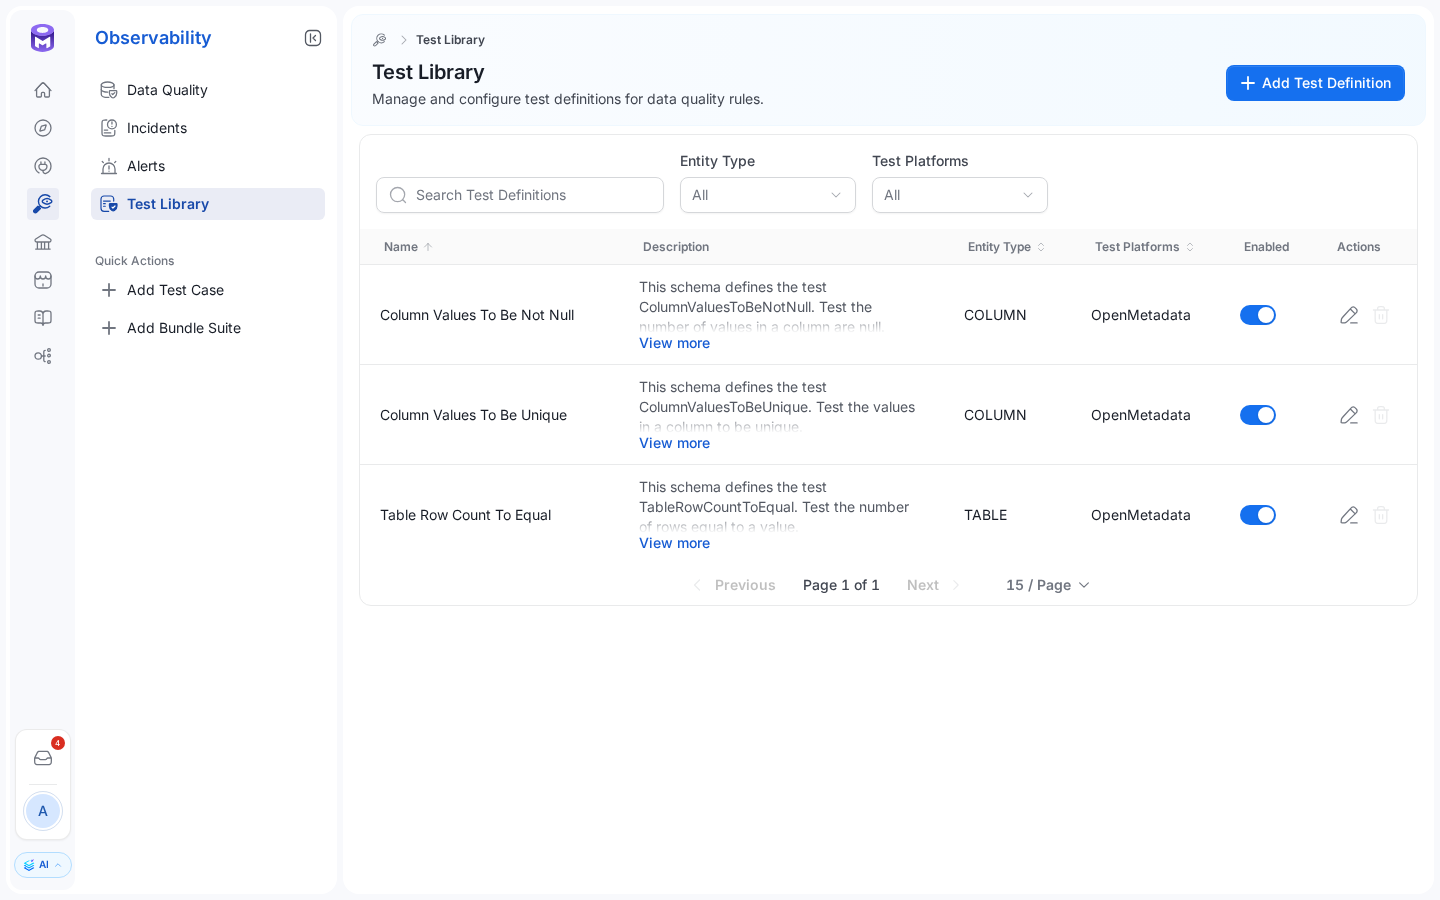 Observability
Data Quality
Incidents
Alerts
Test Library
Quick Actions
Add Test Case
Add Bundle Suite
4
A
AI
Test Library
Test Library
Manage and configure test definitions for data quality rules.
Add Test Definition
Entity Type
Test Platforms
Search Test Definitions
All
All
Name
Description
Entity Type
Test Platforms
Enabled
Actions
Column Values To Be Not Null
This schema defines the test
ColumnValuesToBeNotNull. Test the
number of values in a column are null.
View more
COLUMN
OpenMetadata
Column Values To Be Unique
This schema defines the test
ColumnValuesToBeUnique. Test the values
in a column to be unique.
View more
COLUMN
OpenMetadata
Table Row Count To Equal
This schema defines the test
TableRowCountToEqual. Test the number
of rows equal to a value.
View more
TABLE
OpenMetadata
Previous
Page 1 of 1
Next
15 / Page